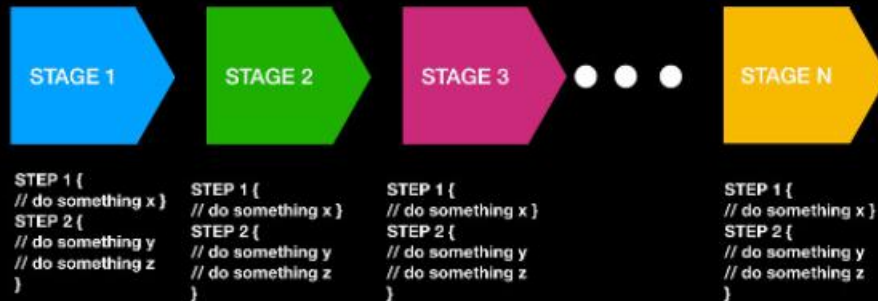 STAGE 1
STAGE 2
STAGE 3
STAGE N
STEP 1 {
// do something x }
STEP 2 {
// do something y
// do something z
}
STEP 1 {
// do something x }
STEP 2 {
// do something y
// do something z
}
STEP 1 {
// do something x }
STEP 2 {
// do something y
// do something z
}
STEP 1 {
// do something x }
STEP 2 {
// do something y
// do something z
}